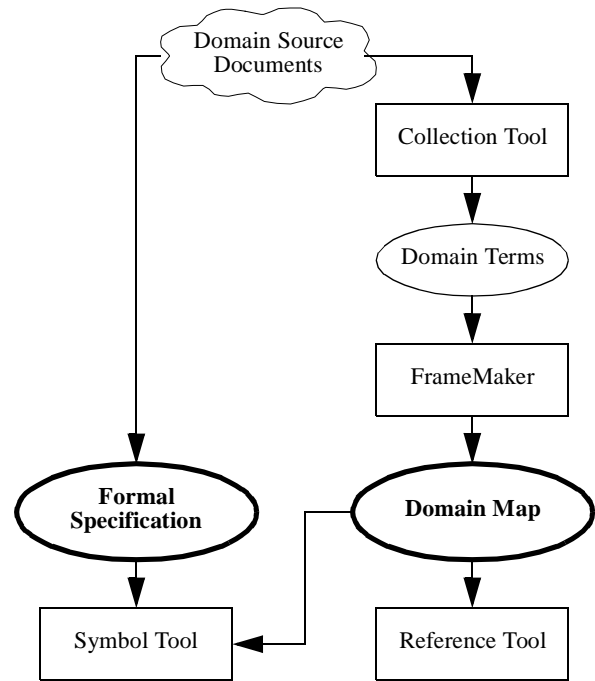 Domain Source
Documents
Collection Tool
Domain Terms
FrameMaker
Formal
Specification
Domain Map
Symbol Tool
Reference Tool